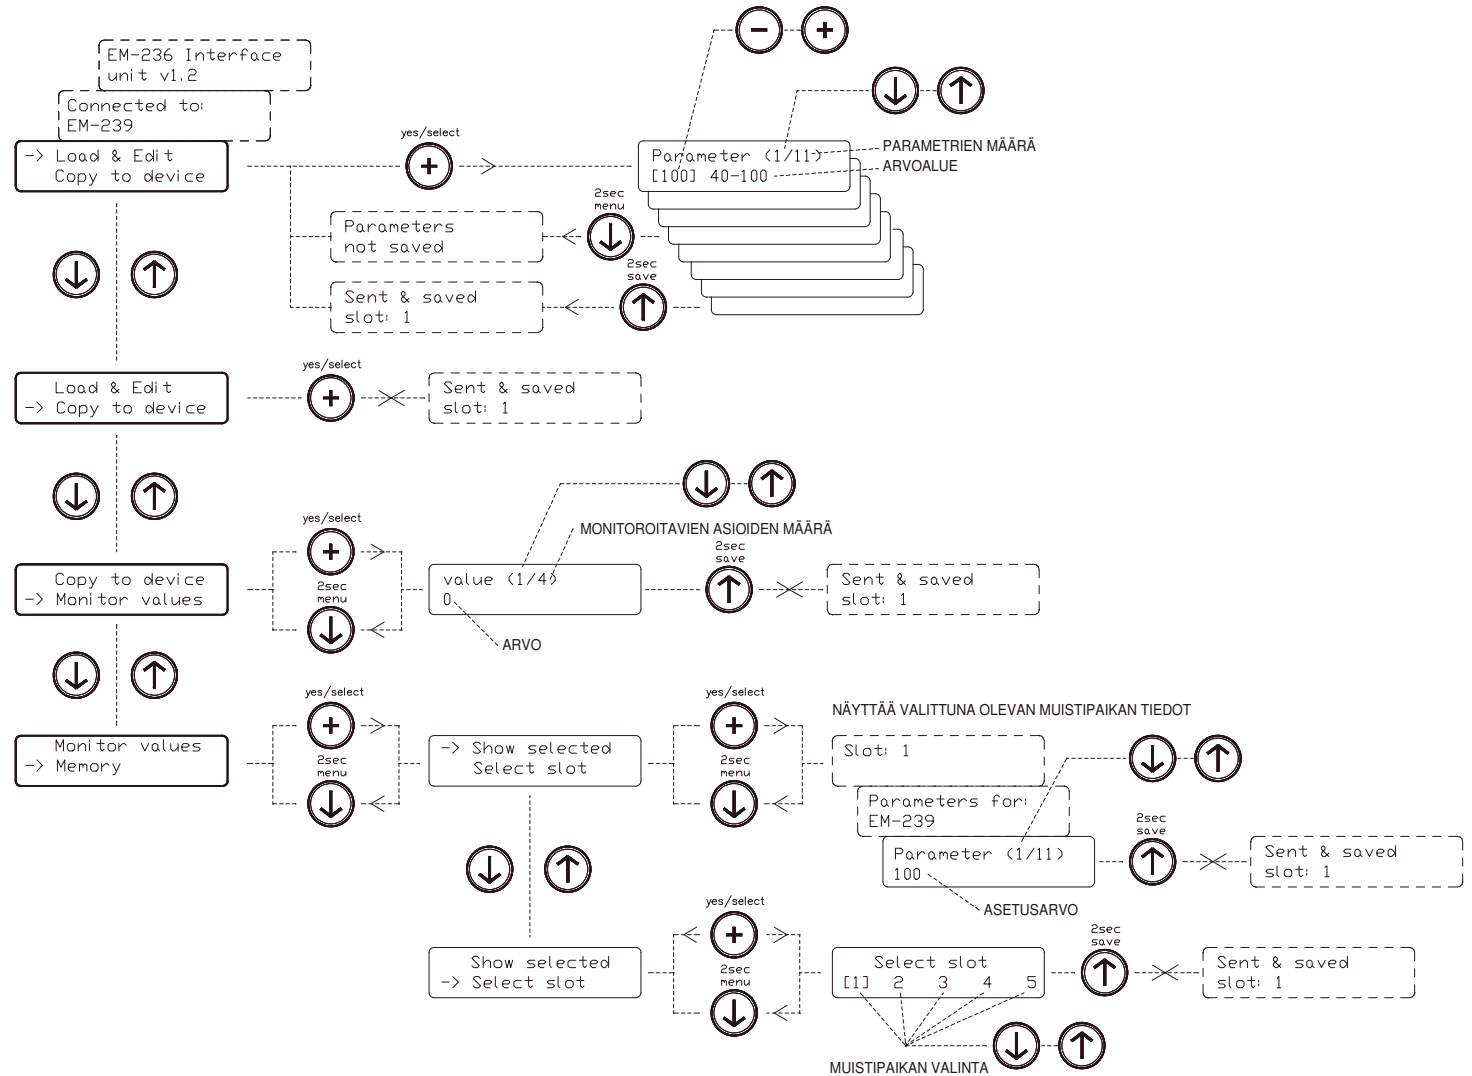 EM-236 Interface
unit v1.2
Connected to:
EM-239
-> Load & Edit
Copy to device
yes/select
Parameter (1/11)
[100] 40-100
PARAMETRIEN MÄÄRÄ
ARVOALUE
2sec
menu
Parameters
not saved
2sec
save
Sent & saved
slot: 1
Load & Edit
-> Copy to device
yes/select
Sent & saved
slot: 1
Copy to device
-> Monitor values
yes/select
2sec
menu
MONITOROITAVIEN ASIOIDEN MÄÄRÄ
value (1/4)
0
ARVO
2sec
save
Sent & saved
slot: 1
Monitor values
-> Memory
yes/select
2sec
menu
-> Show selected
Select slot
yes/select
2sec
menu
NÄYTTÄÄ VALITTUNA OLEVAN MUISTIPAIKAN TIEDOT
Slot: 1
Parameters for:
EM-239
Parameter (1/11)
100
ASETUSARVO
2sec
save
Sent & saved
slot: 1
Show selected
-> Select slot
yes/select
2sec
menu
Select slot
[1] 2 3 4 5
MUISTIPAIKAN VALINTA
2sec
save
Sent & saved
slot: 1